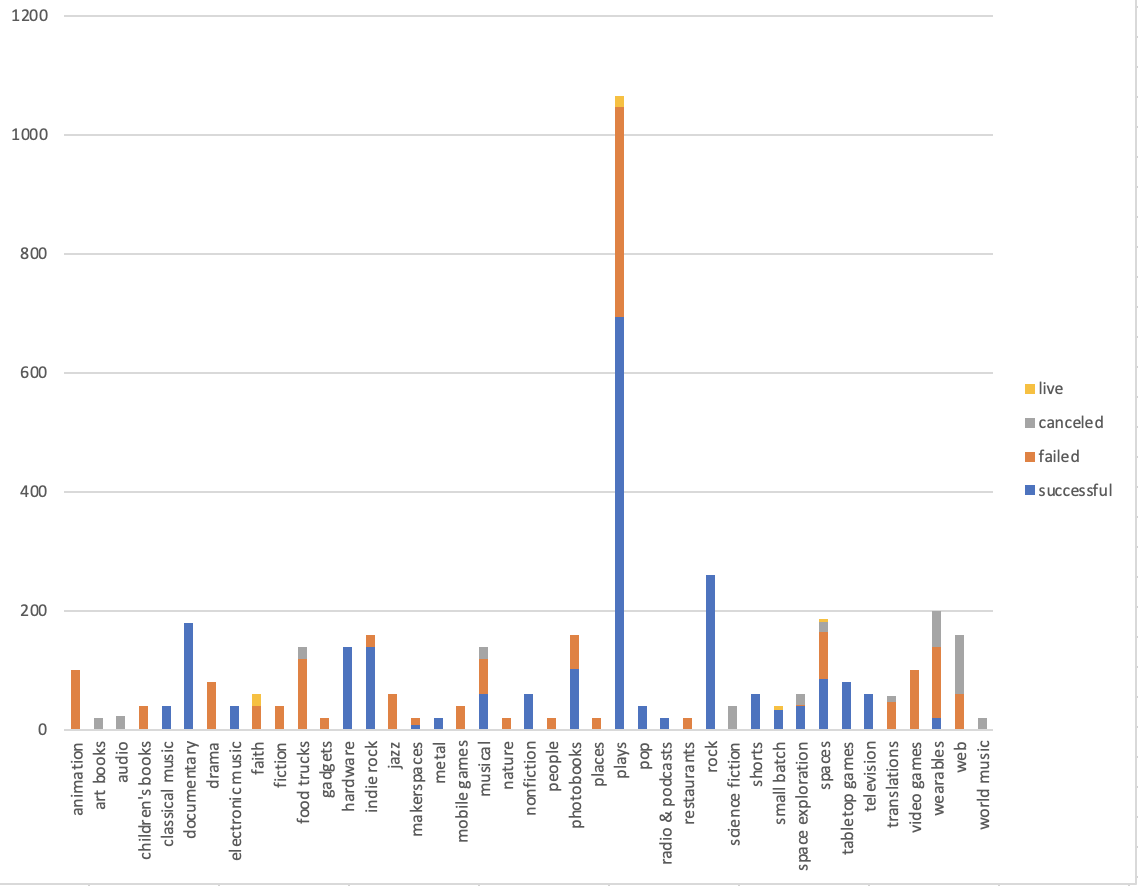 1200
1000
800
600
400
200
0
live
canceled
failed
successful
animation
art books
audio
children's books
classical music
documentary
drama
electronic music
faith
fiction
food trucks
gadgets
hardware
indie rock
jazz
makerspaces
metal
mobile games
musical
nature
nonfiction
people
photobooks
places
plays
pop
radio & podcasts
restaurants
rock
science fiction
shorts
small batch
space exploration
spaces
tabletop games
television
translations
video games
wearables
web
world music